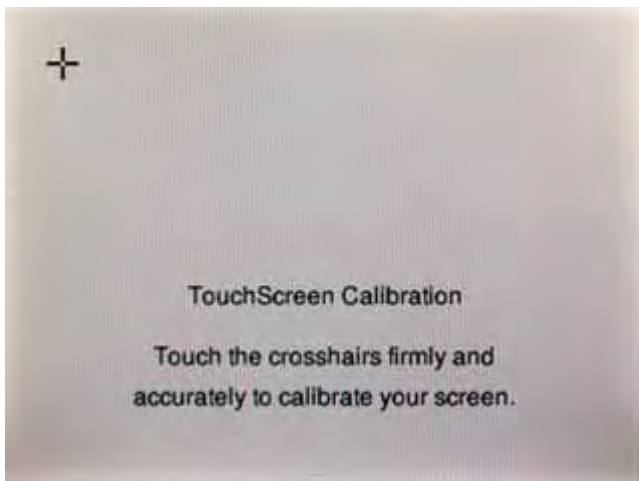 TouchScreen Calibration
Touch the crosshairs firmly and
accurately to calibrate your screen.